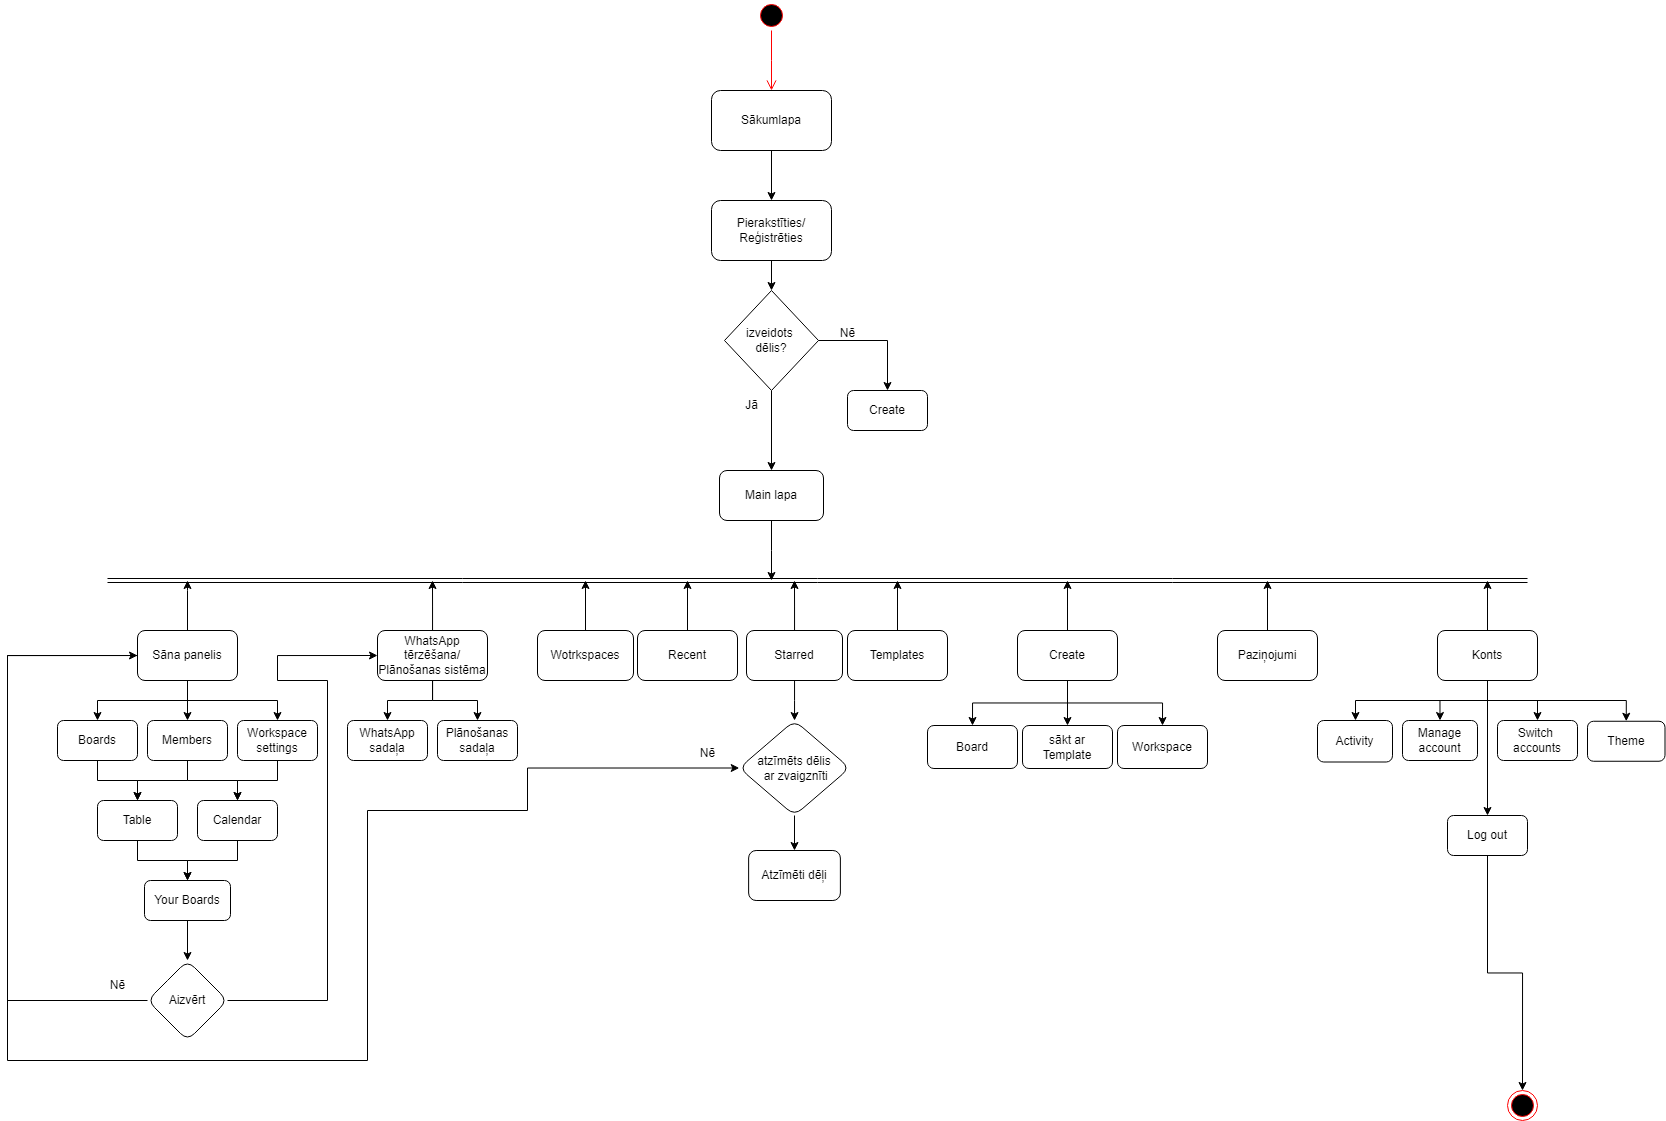 Sākumlapa
Pierakstīties/
Reģistrēties
izveidots
dēlis?
Nē
Create
Jā
Main lapa
Sāna panelis
WhatsApp
tērzēšana/
Plānošanas sistēma
Wotrkspaces
Recent
Starred
Templates
Create
Paziņojumi
Konts
Boards
Members
Workspace
settings
WhatsApp
sadaļa
Plānošanas
sadaļa
Nē
atzīmēts dēlis
ar zvaigznīti
Board
sākt ar
Template
Workspace
Activity
Manage
account
Switch
accounts
Theme
Table
Calendar
Log out
Atzīmēti dēļi
Your Boards
Nē
Aizvērt